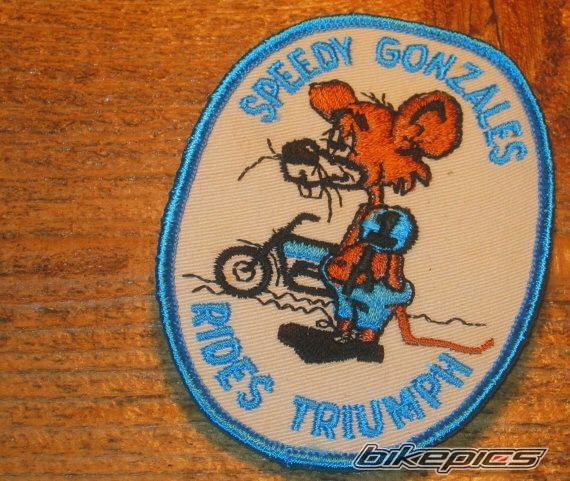 SPEEDY GONZALES
RIDES TRIUMPH
bikepics